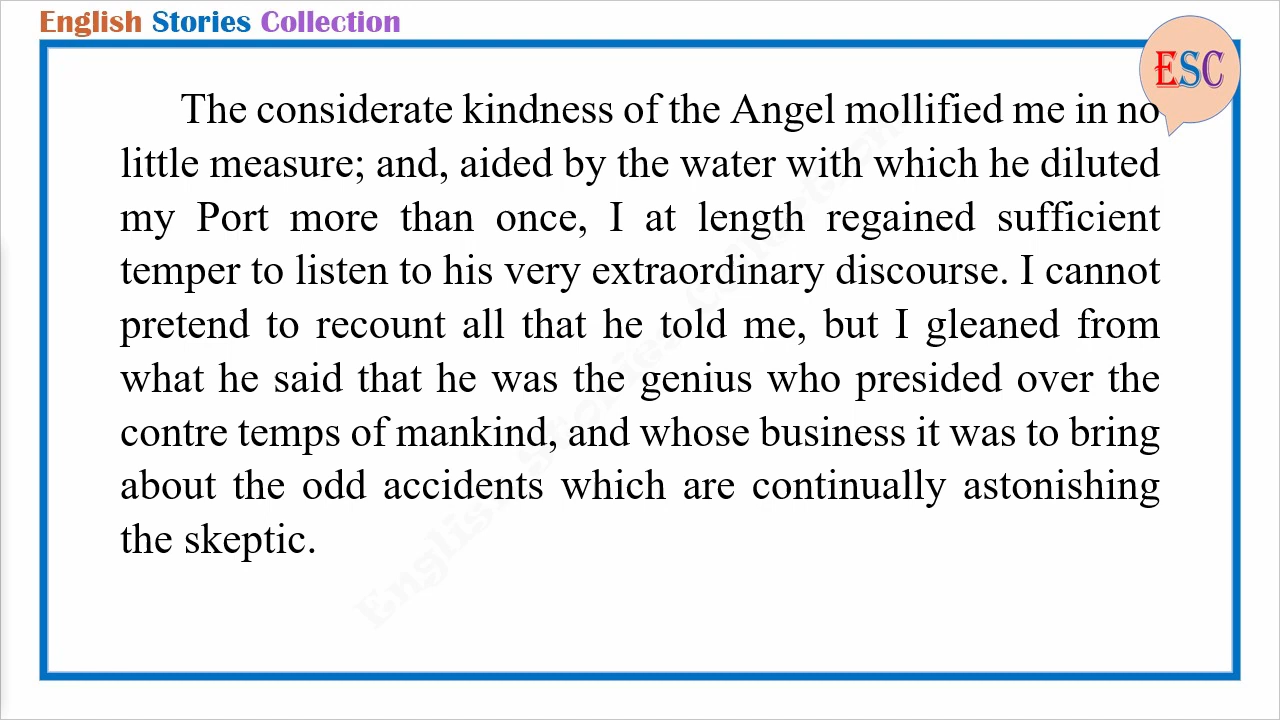 English Stories Collection
ESC
The considerate kindness of the Angel mollified me in no
little measure; and, aided by the water with which he diluted
my Port more than once, I at length regained sufficient
temper to listen to his very extraordinary discourse. I cannot
pretend to recount all that he told me, but I gleaned from
what he said that he was the genius who presided over the
contre temps of mankind, and whose business it was to bring
about the odd accidents which are continually astonishing
the skeptic.
English Stories Collection